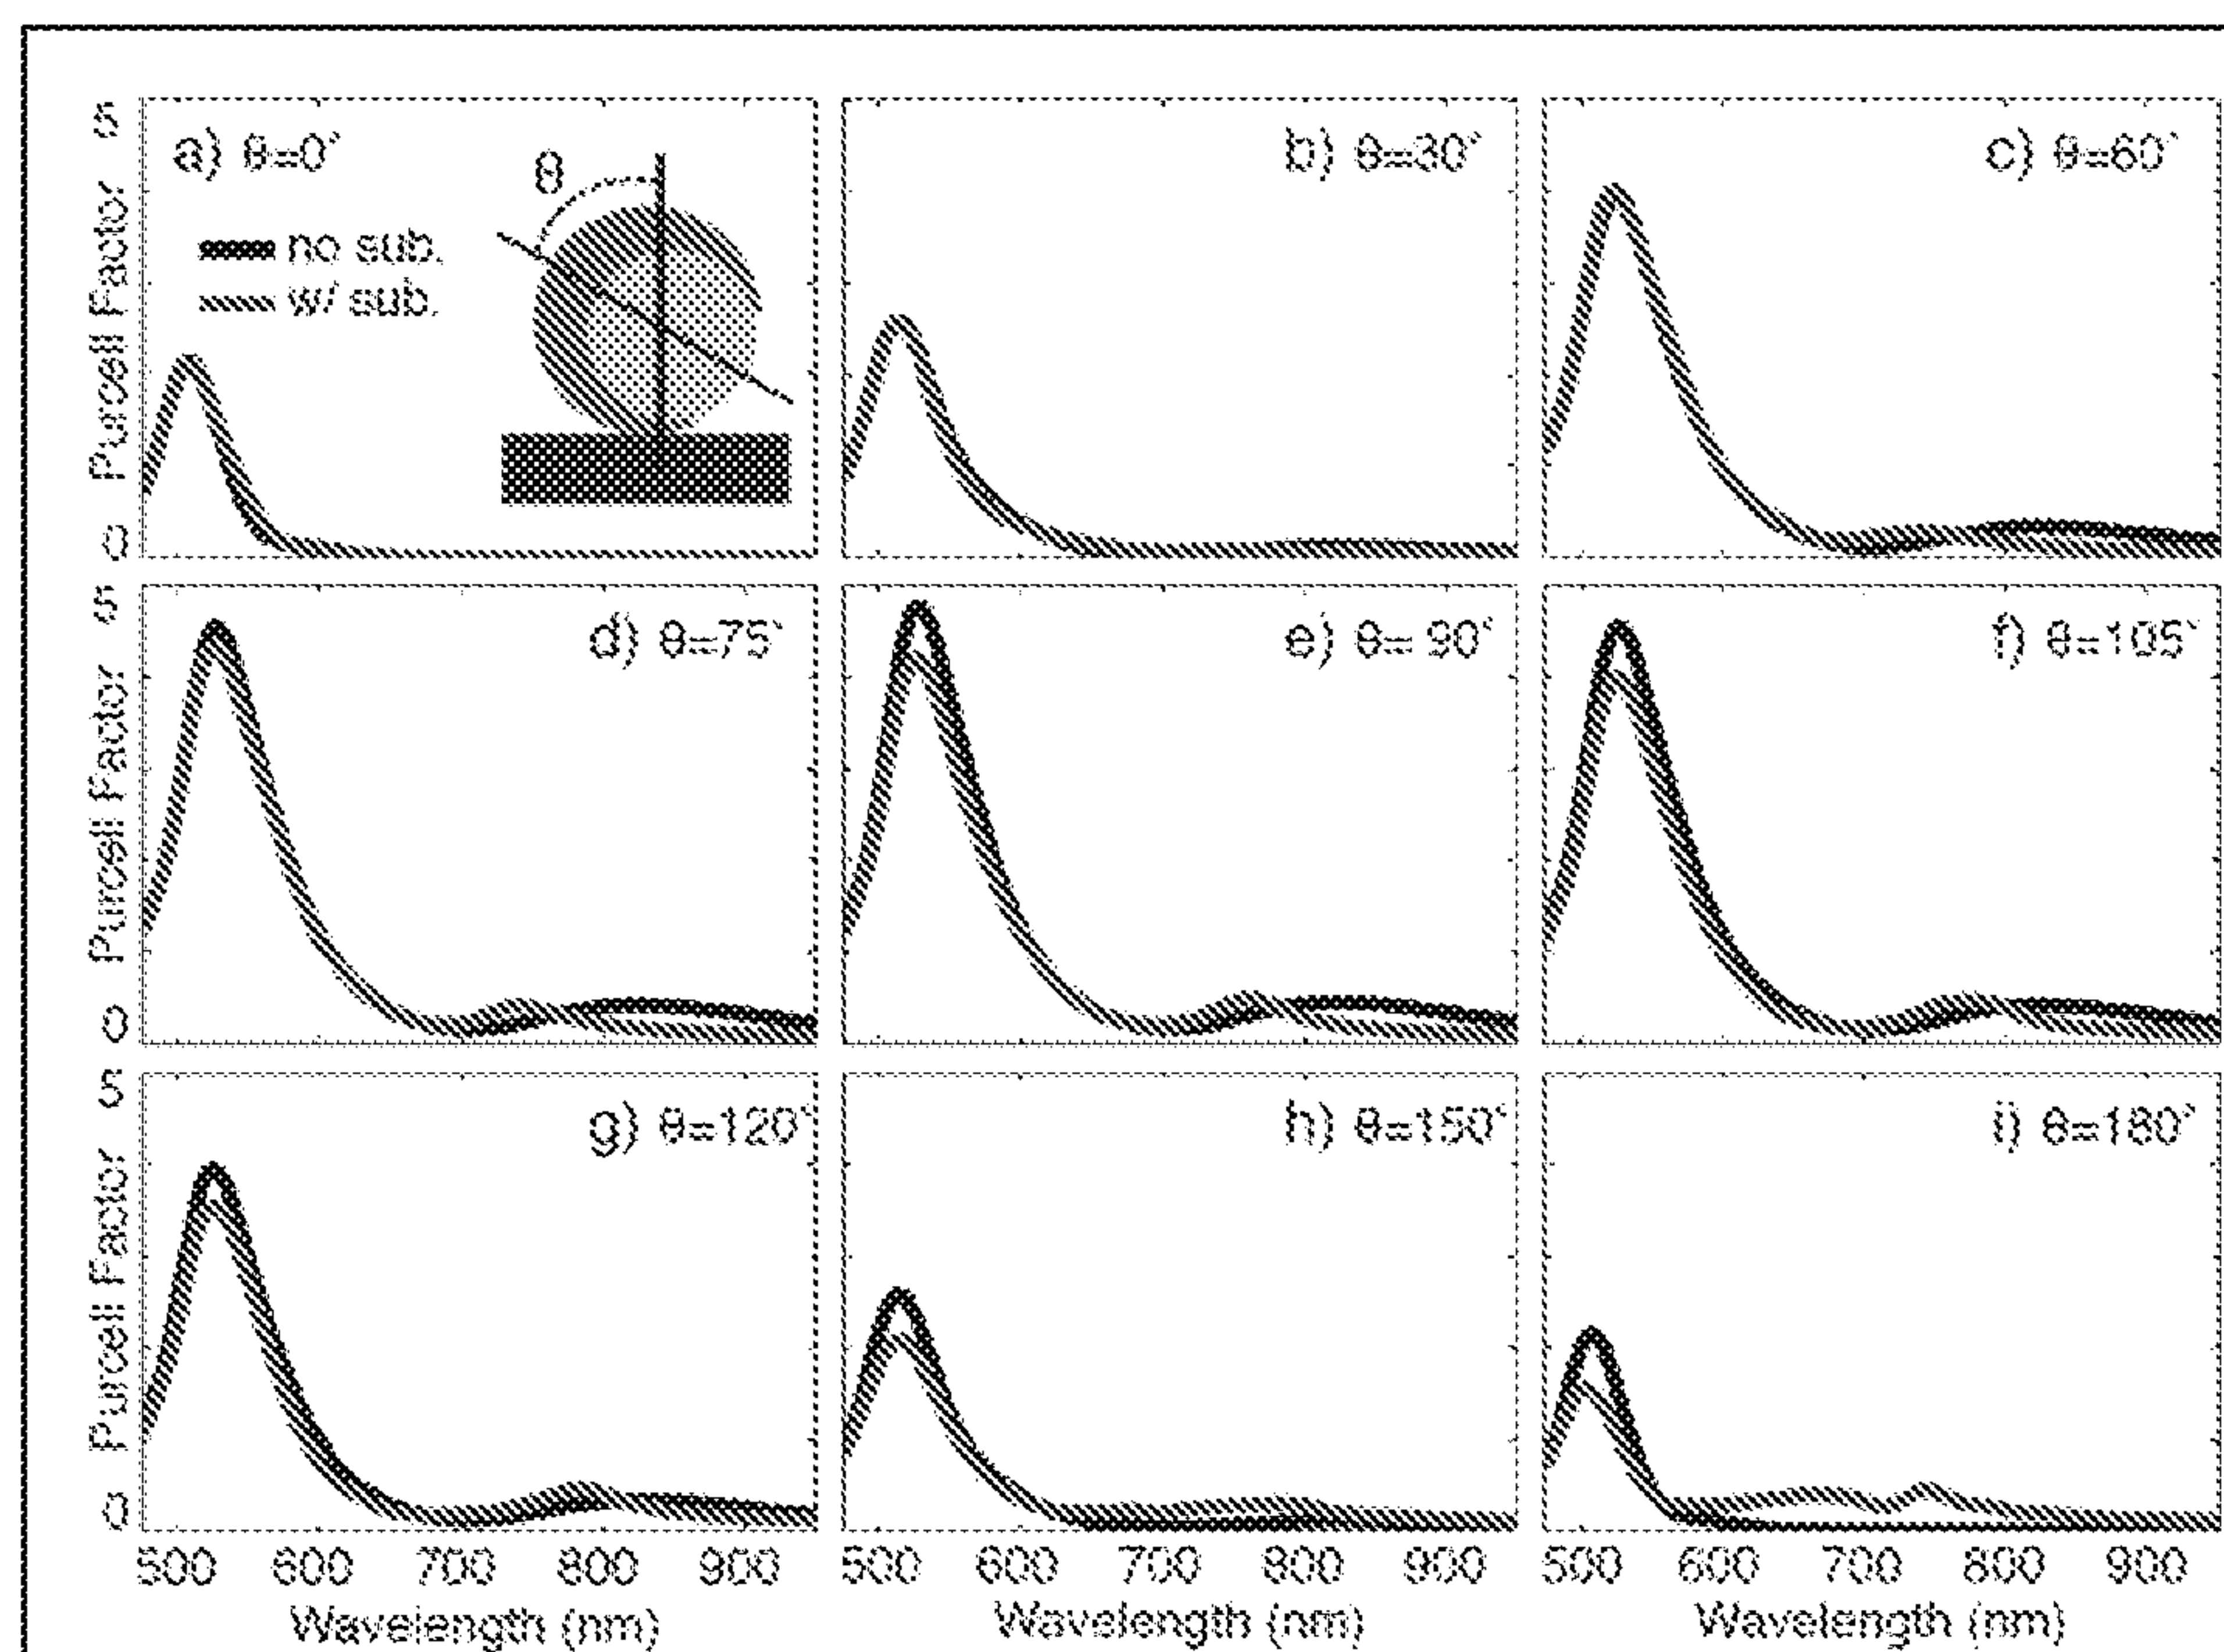 Purcell Factor
5
0
a) θ=0°
θ
no sub.
w/ sub.
b) θ=30°
c) θ=60°
Purcell Factor
5
0
d) θ=75°
e) θ= 90°
f) θ=105°
Purcell Factor
5
0
g) θ=120°
h) θ=150°
i) θ=180°
500 600 700 800 900
500 600 700 800 900
500 600 700 800 900
Wavelength (nm)
Wavelength (nm)
Wavelength (nm)